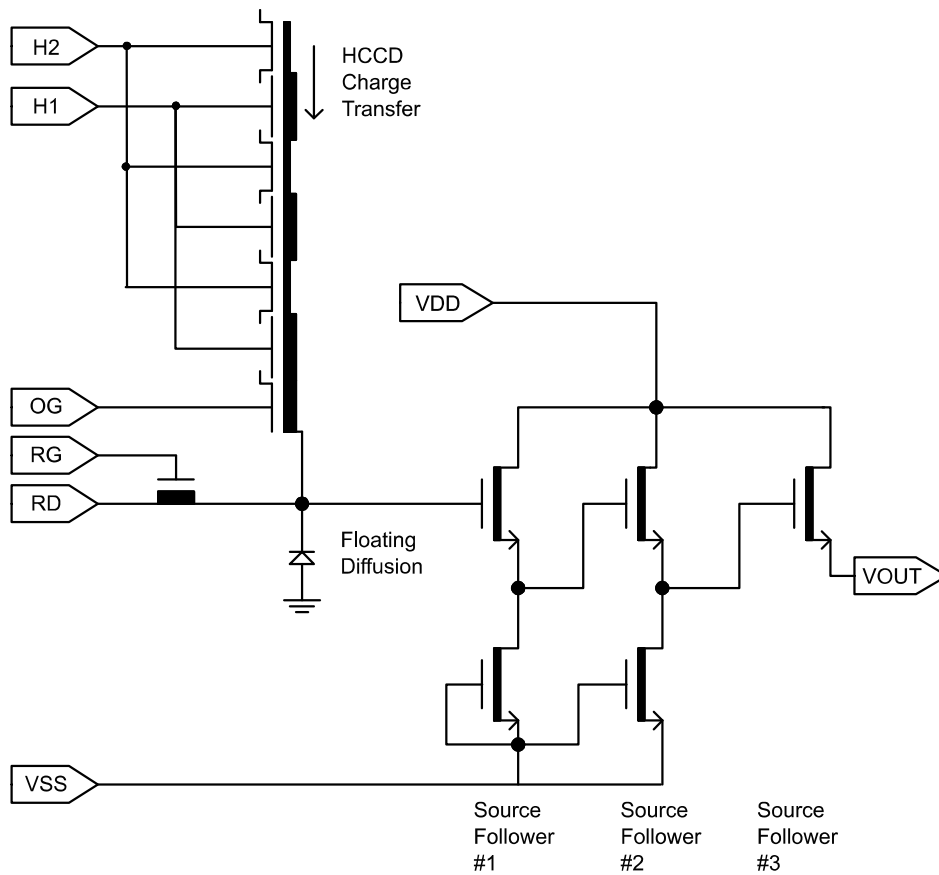 H2
HCCD
Charge
Transfer
H1
VDD
OG
RG
RD
Floating
Diffusion
VOUT
VSS
Source
Follower
#1
Source
Follower
#2
Source
Follower
#3